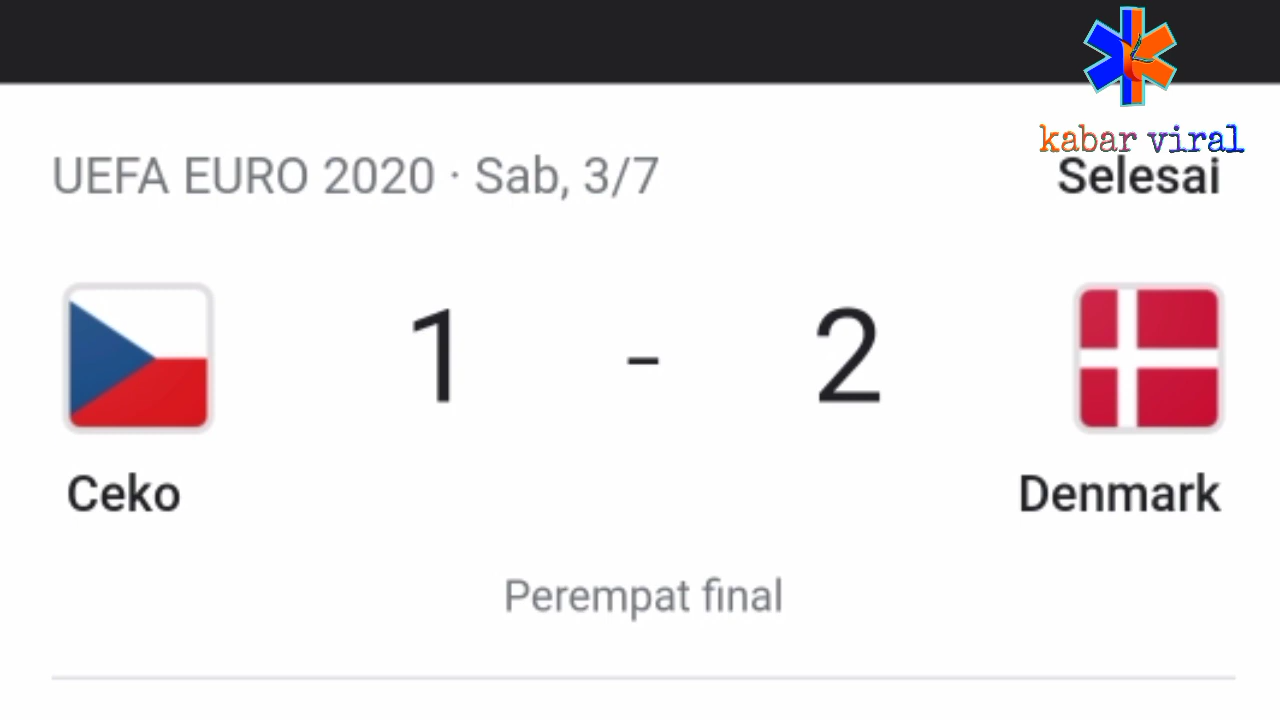 kabar viral
UEFA EURO 2020 · Sab, 3/7
Selesai
1 - 2
Ceko
Denmark
Perempat final